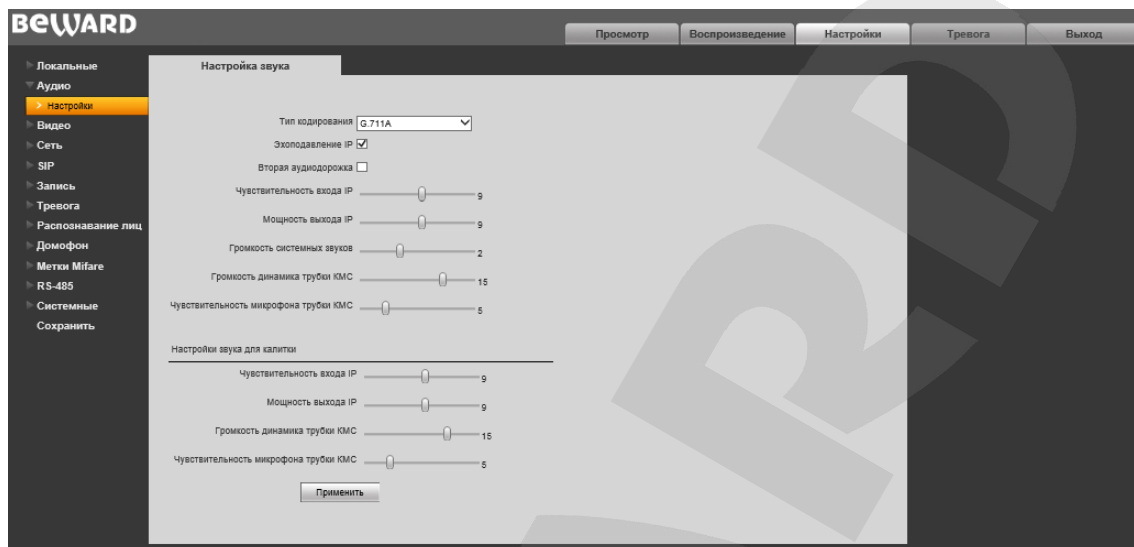 BEWARD
Просмотр
Воспроизведение
Настройки
Тревога
Выход
Локальные
Аудио
Настройки
Видео
Сеть
SIP
Запись
Тревога
Распознавание лиц
Домофон
Метки Mifare
RS-485
Системные
Сохранить
Настройка звука
Тип кодирования G.711A
Эхоподавление IP
Вторая аудиодорожка
Чувствительность входа IP 9
Мощность выхода IP 9
Громкость системных звуков 2
Громкость динамика трубки КМС 15
Чувствительность микрофона трубки КМС 5
Настройки звука для калитки
Чувствительность входа IP 9
Мощность выхода IP 9
Громкость динамика трубки КМС 15
Чувствительность микрофона трубки КМС 5
Применить